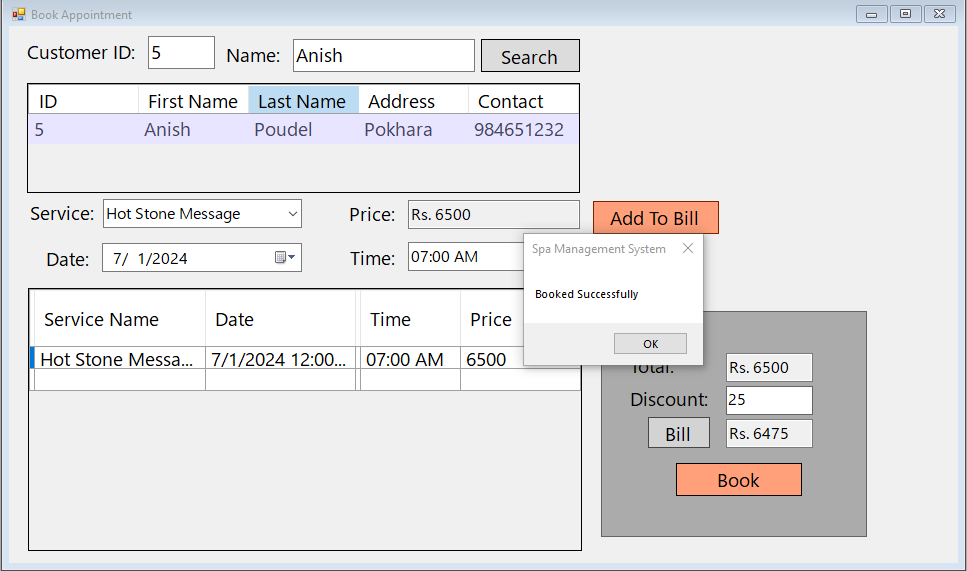 Book Appointment
Customer ID: 5 Name: Anish Search
ID First Name Last Name Address Contact
5 Anish Poudel Pokhara 984651232
Service: Hot Stone Message Price: Rs. 6500 Add To Bill
Date: 7/ 1/2024 Time: 07:00 AM
Spa Management System
Booked Successfully
OK
Service Name Date Time Price
Hot Stone Messa... 7/1/2024 12:00... 07:00 AM 6500
Total: Rs. 6500
Discount: 25
Bill Rs. 6475
Book